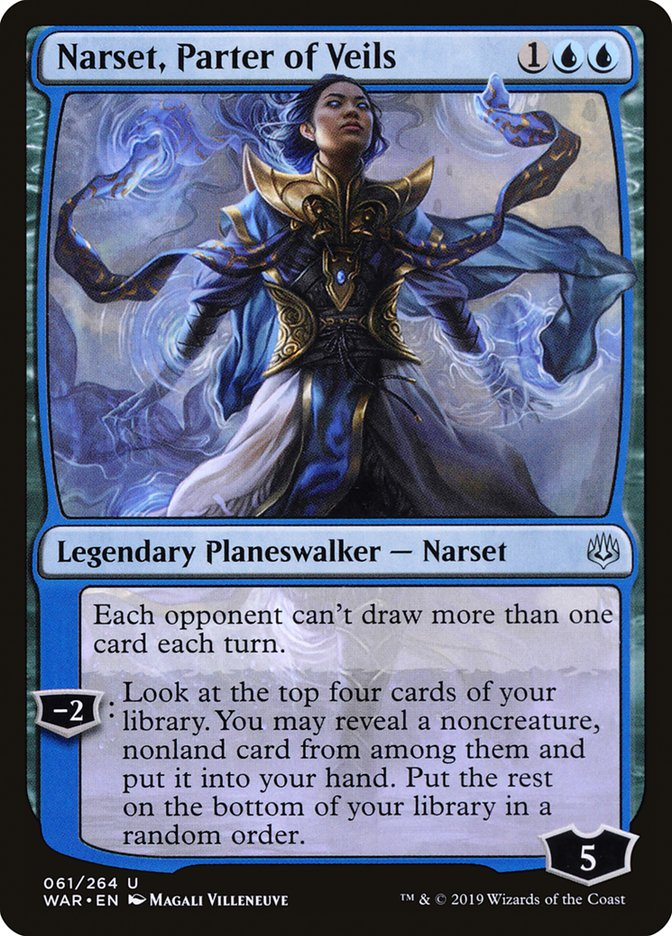 Narset, Parter of Veils 1
Legendary Planeswalker — Narset
Each opponent can't draw more than one
card each turn.
−2 : Look at the top four cards of your
library. You may reveal a noncreature,
nonland card from among them and
put it into your hand. Put the rest
on the bottom of your library in a
random order.
5
061/264 U
WAR • EN Magali Villeneuve
™ & © 2019 Wizards of the Coast